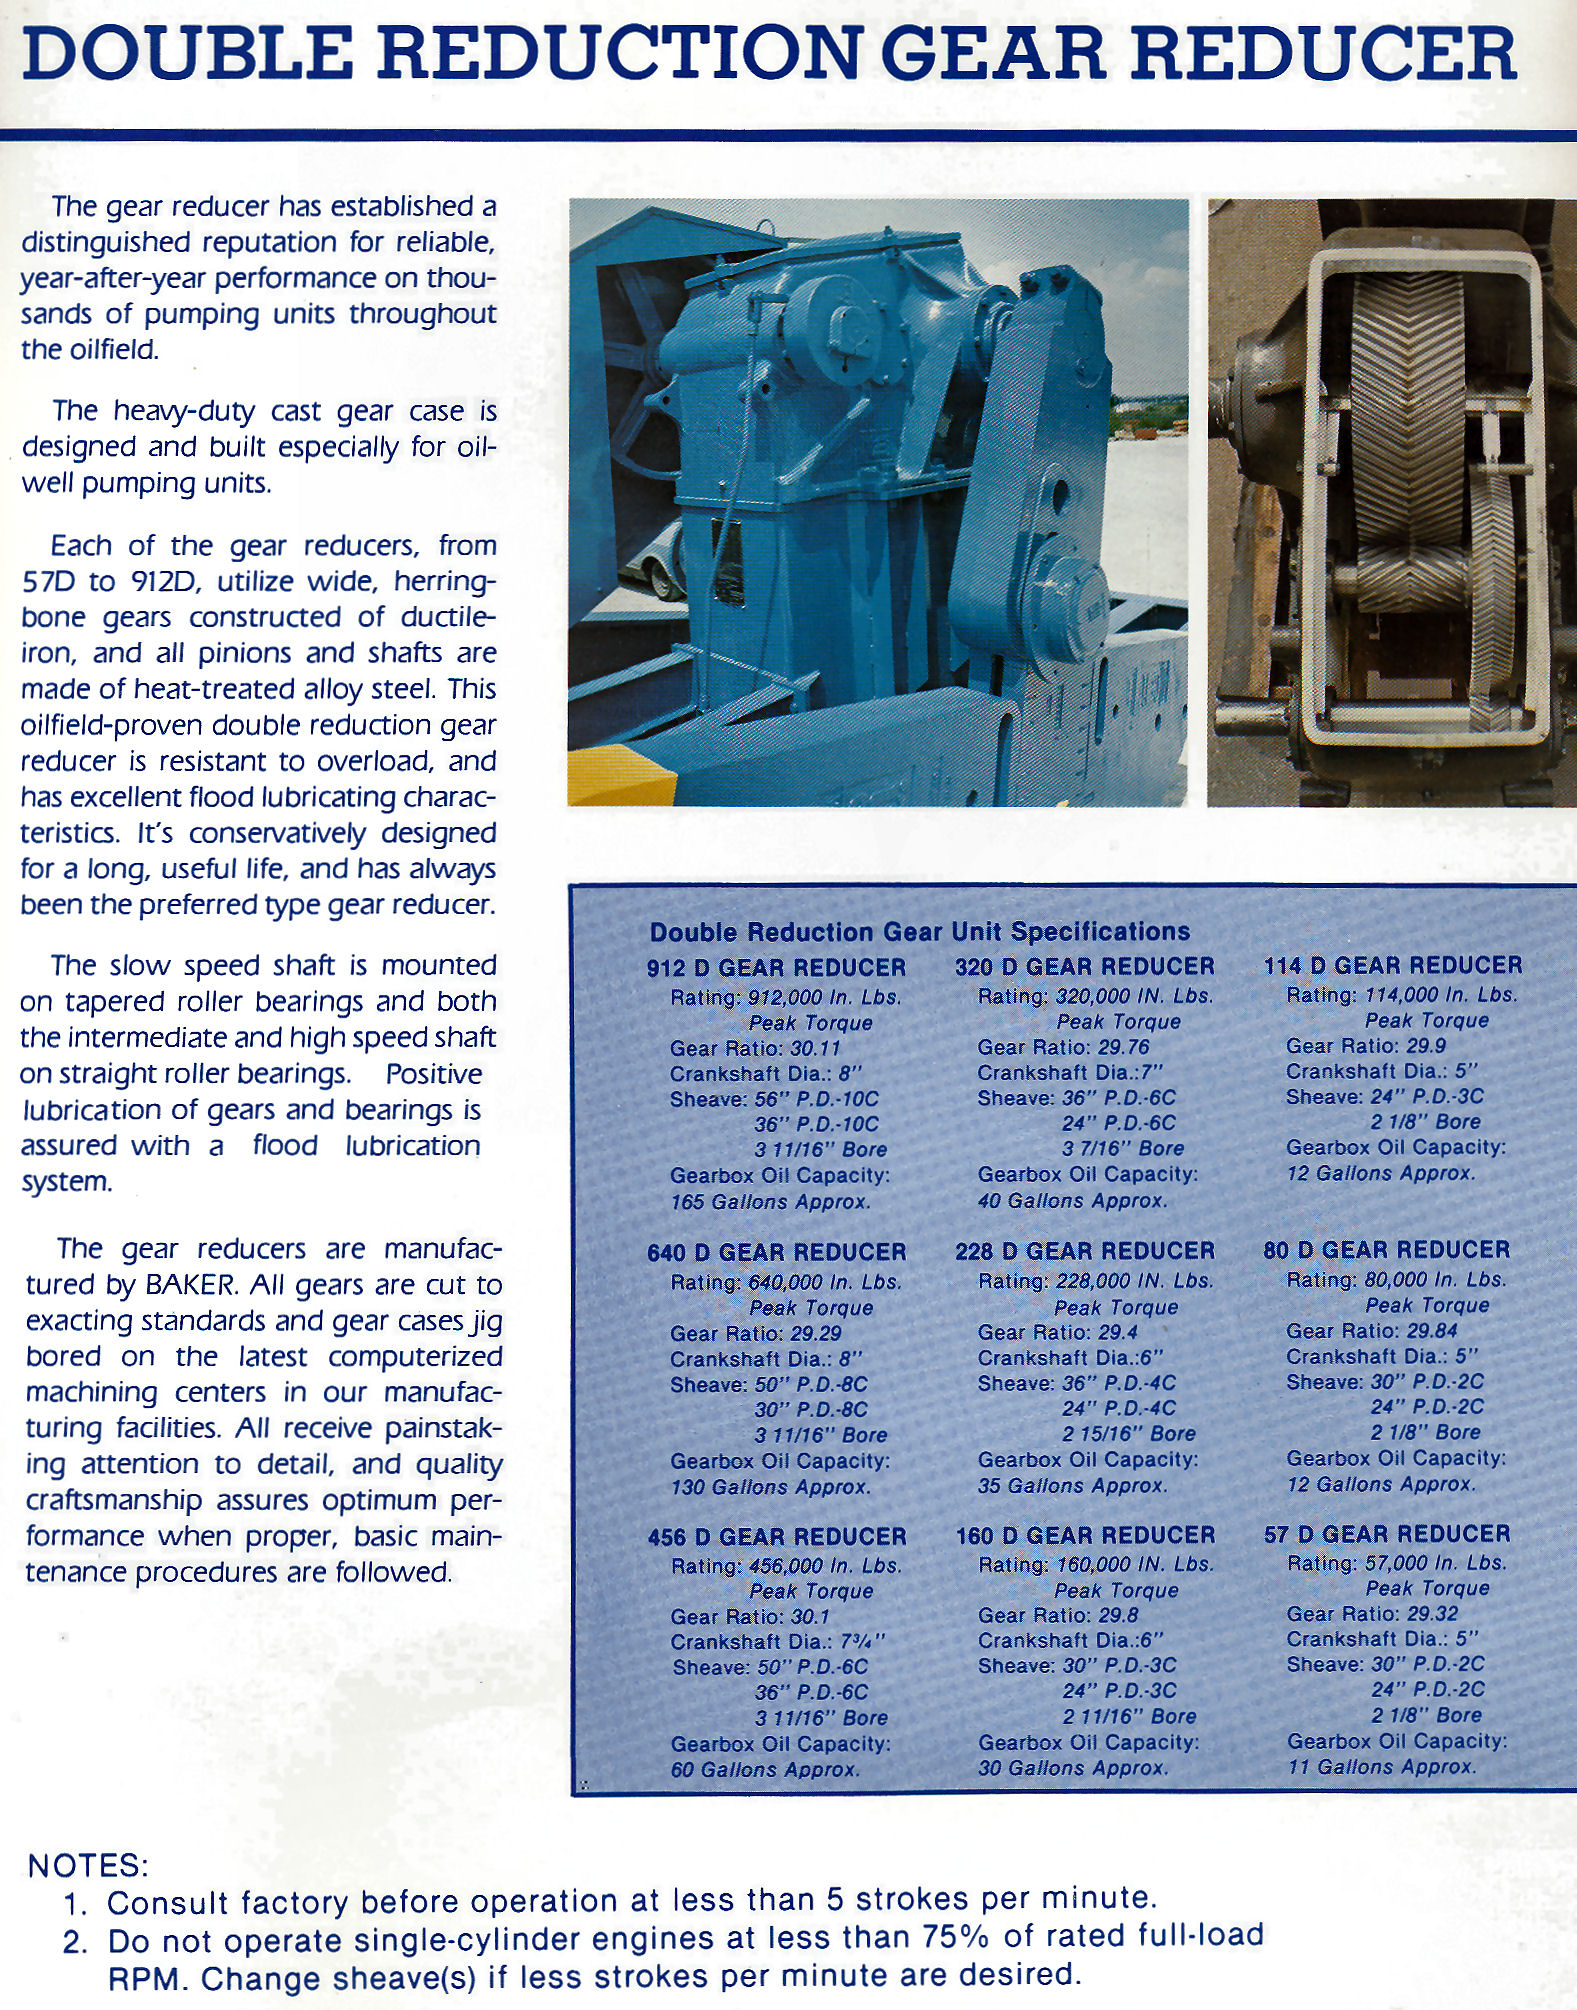 DOUBLE REDUCTION GEAR REDUCER
The gear reducer has established a
distinguished reputation for reliable,
year-after-year performance on thou-
sands of pumping units throughout
the oilfield.
The heavy-duty cast gear case is
designed and built especially for oil-
well pumping units.
Each of the gear reducers, from
57D to 912D, utilize wide, herring-
bone gears constructed of ductile-
iron, and all pinions and shafts are
made of heat-treated alloy steel. This
oilfield-proven double reduction gear
reducer is resistant to overload, and
has excellent flood lubricating charac-
teristics. It's conservatively designed
for a long, useful life, and has always
been the preferred type gear reducer.
The slow speed shaft is mounted
on tapered roller bearings and both
the intermediate and high speed shaft
on straight roller bearings. Positive
lubrication of gears and bearings is
assured with a flood lubrication
system.
The gear reducers are manufac-
tured by BAKER. All gears are cut to
exacting standards and gear cases jig
bored on the latest computerized
machining centers in our manufac-
turing facilities. All receive painstak-
ing attention to detail, and quality
craftsmanship assures optimum per-
formance when proper, basic main-
tenance procedures are followed.
Double Reduction Gear Unit Specifications
912 D GEAR REDUCER
Rating: 912,000 In. Lbs.
Peak Torque
Gear Ratio: 30.11
Crankshaft Dia.: 8"
Sheave: 56" P.D.-10C
36" P.D.-10C
3 11/16" Bore
Gearbox Oil Capacity:
165 Gallons Approx.
640 D GEAR REDUCER
Rating: 640,000 In. Lbs.
Peak Torque
Gear Ratio: 29.29
Crankshaft Dia.: 8"
Sheave: 50" P.D.-8C
30" P.D.-8C
3 11/16" Bore
Gearbox Oil Capacity:
130 Gallons Approx.
456 D GEAR REDUCER
Rating: 456,000 In. Lbs.
Peak Torque
Gear Ratio: 30.1
Crankshaft Dia.: 7¾"
Sheave: 50" P.D.-6C
36" P.D.-6C
3 11/16" Bore
Gearbox Oil Capacity:
60 Gallons Approx.
320 D GEAR REDUCER
Rating: 320,000 IN. Lbs.
Peak Torque
Gear Ratio: 29.76
Crankshaft Dia.:7"
Sheave: 36" P.D.-6C
24" P.D.-6C
3 7/16" Bore
Gearbox Oil Capacity:
40 Gallons Approx.
228 D GEAR REDUCER
Rating: 228,000 IN. Lbs.
Peak Torque
Gear Ratio: 29.4
Crankshaft Dia.:6"
Sheave: 36" P.D.-4C
24" P.D.-4C
2 15/16" Bore
Gearbox Oil Capacity:
35 Gallons Approx.
160 D GEAR REDUCER
Rating: 160,000 IN. Lbs.
Peak Torque
Gear Ratio: 29.8
Crankshaft Dia.:6"
Sheave: 30" P.D.-3C
24" P.D.-3C
2 11/16" Bore
Gearbox Oil Capacity:
30 Gallons Approx.
114 D GEAR REDUCER
Rating: 114,000 In. Lbs.
Peak Torque
Gear Ratio: 29.9
Crankshaft Dia.: 5"
Sheave: 24" P.D.-3C
2 1/8" Bore
Gearbox Oil Capacity:
12 Gallons Approx.
80 D GEAR REDUCER
Rating: 80,000 In. Lbs.
Peak Torque
Gear Ratio: 29.84
Crankshaft Dia.: 5"
Sheave: 30" P.D.-2C
24" P.D.-2C
2 1/8" Bore
Gearbox Oil Capacity:
12 Gallons Approx.
57 D GEAR REDUCER
Rating: 57,000 In. Lbs.
Peak Torque
Gear Ratio: 29.32
Crankshaft Dia.: 5"
Sheave: 30" P.D.-2C
24" P.D.-2C
2 1/8" Bore
Gearbox Oil Capacity:
11 Gallons Approx.
NOTES:
1. Consult factory before operation at less than 5 strokes per minute.
2. Do not operate single-cylinder engines at less than 75% of rated full-load
RPM. Change sheave(s) if less strokes per minute are desired.